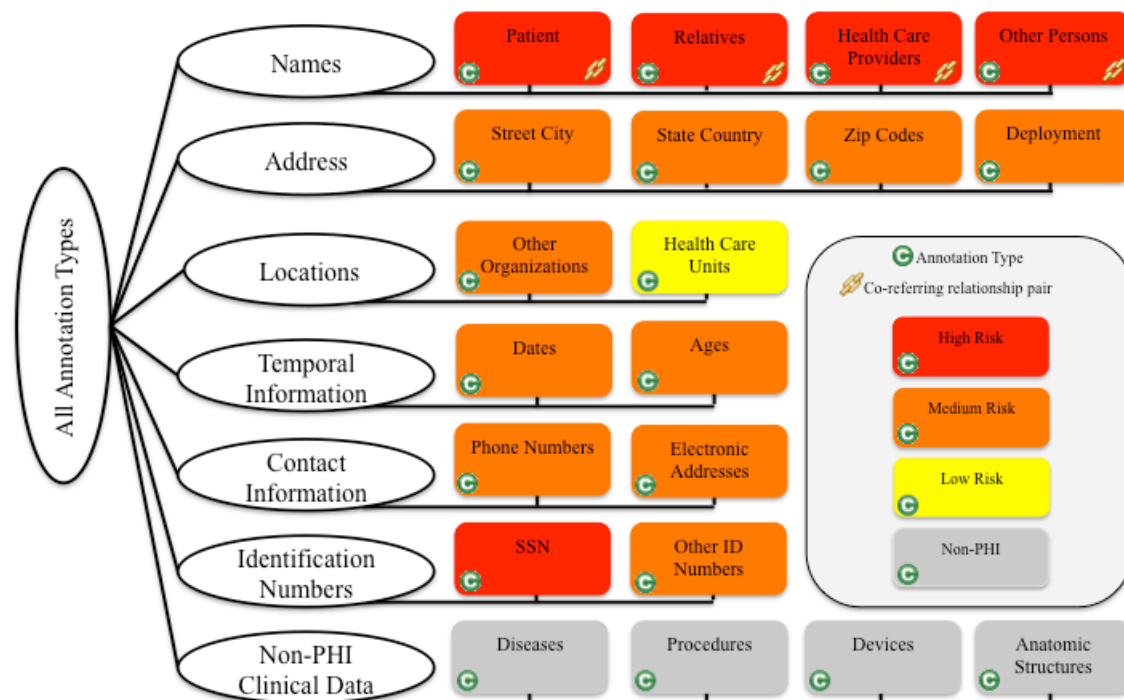 All Annotation Types
Names
Patient
Relatives
Health Care
Providers
Other Persons
Address
Street City
State Country
Zip Codes
Deployment
Locations
Other
Organizations
Health Care
Units
Temporal
Information
Dates
Ages
Contact
Information
Phone Numbers
Electronic
Addresses
Identification
Numbers
SSN
Other ID
Numbers
Non-PHI
Clinical Data
Diseases
Procedures
Devices
Anatomic
Structures
C Annotation Type
Co-referring relationship pair
High Risk
Medium Risk
Low Risk
Non-PHI